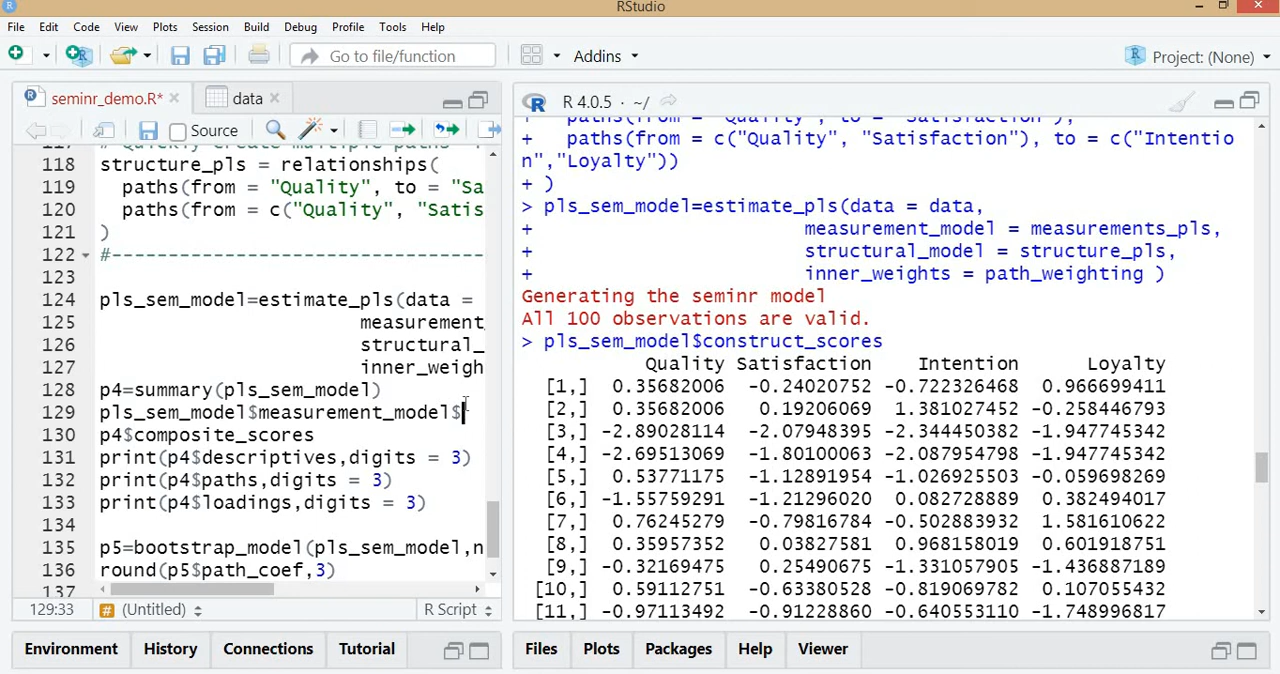 RStudio
File Edit Code View Plots Session Build Debug Profile Tools Help
Go to file/function
Addins
Project: (None)
seminr_demo.R*
data
Source
118 structure_pls = relationships(
119 paths(from = "Quality", to = "Sa
120 paths(from = c("Quality", "Satis
121 )
122 #---------------------------------
123
124 pls_sem_model=estimate_pls(data =
125 measurement_
126 structural_
127 inner_weigh
128 p4=summary(pls_sem_model)
129 pls_sem_model$measurement_model$
130 p4$composite_scores
131 print(p4$descriptives,digits = 3)
132 print(p4$paths,digits = 3)
133 print(p4$loadings,digits = 3)
134
135 p5=bootstrap_model(pls_sem_model,n
136 round(p5$path_coef,3)
137
129:33
(Untitled)
R Script
Environment History Connections Tutorial
R 4.0.5 · ~/
+ paths(from = "Quality", to = "Satisfaction"),
+ paths(from = c("Quality", "Satisfaction"), to = c("Intentio
n","Loyalty"))
+ )
> pls_sem_model=estimate_pls(data = data,
+ measurement_model = measurements_pls,
+ structural_model = structure_pls,
+ inner_weights = path_weighting )
Generating the seminr model
All 100 observations are valid.
> pls_sem_model$construct_scores
Quality Satisfaction Intention Loyalty
[1,] 0.35682006 -0.24020752 -0.722326468 0.966699411
[2,] 0.35682006 0.19206069 1.381027452 -0.258446793
[3,] -2.89028114 -2.07948395 -2.344450382 -1.947745342
[4,] -2.69513069 -1.80100063 -2.087954798 -1.947745342
[5,] 0.53771175 -1.12891954 -1.026925503 -0.059698269
[6,] -1.55759291 -1.21296020 0.082728889 0.382494017
[7,] 0.76245279 -0.79816784 -0.502883932 1.581610622
[8,] 0.35957352 0.03827581 0.968158019 0.601918751
[9,] -0.32169475 0.25490675 -1.331057905 -1.436887189
[10,] 0.59112751 -0.63380528 -0.819069782 0.107055432
[11,] -0.97113492 -0.91228860 -0.640553110 -1.748996817
Files Plots Packages Help Viewer